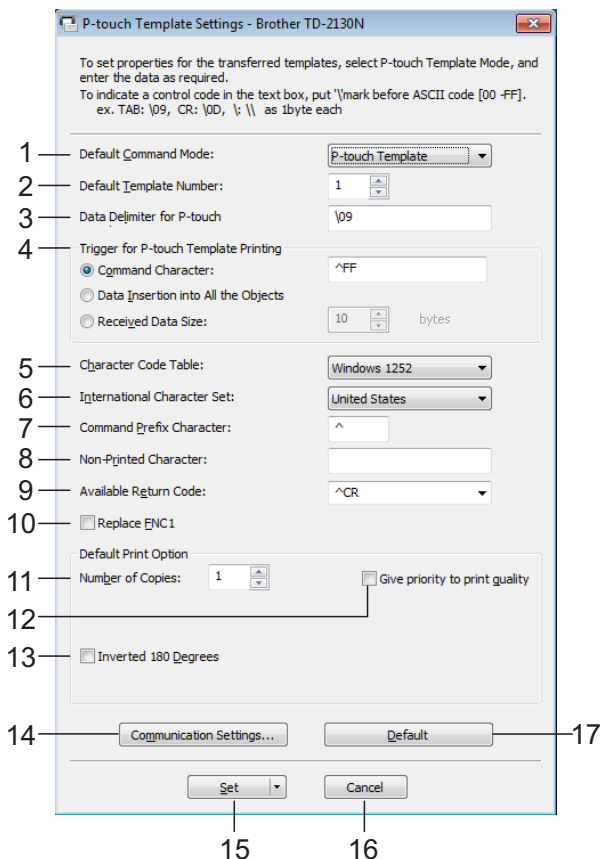 P-touch Template Settings - Brother TD-2130N
To set properties for the transferred templates, select P-touch Template Mode, and
enter the data as required.
To indicate a control code in the text box, put '\'mark before ASCII code [00 -FF].
ex. TAB: \09, CR: \0D, \: \\ as 1byte each
1 Default Command Mode: P-touch Template
2 Default Template Number: 1
3 Data Delimiter for P-touch \09
4 Trigger for P-touch Template Printing
Command Character: ^FF
Data Insertion into All the Objects
Received Data Size: 10 bytes
5 Character Code Table: Windows 1252
6 International Character Set: United States
7 Command Prefix Character: ^
8 Non-Printed Character:
9 Available Return Code: ^CR
10 Replace FNC1
Default Print Option
11 Number of Copies: 1 Give priority to print quality
12
13 Inverted 180 Degrees
14 Communication Settings... Default 17
Set Cancel
15 16